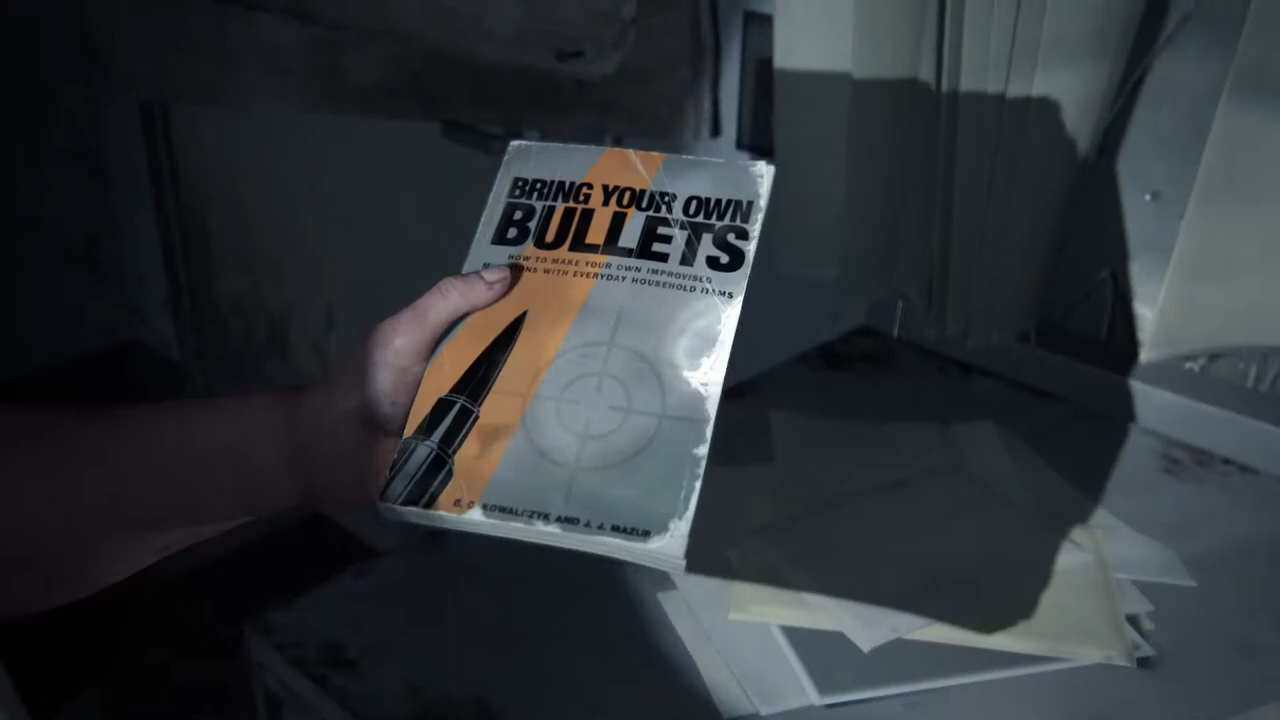 BRING YOUR OWN
BULLETS
HOW TO MAKE YOUR OWN IMPROVISED
WITH EVERYDAY HOUSEHOLD ITEMS
KOWALCZYK AND J. J. MAZUR